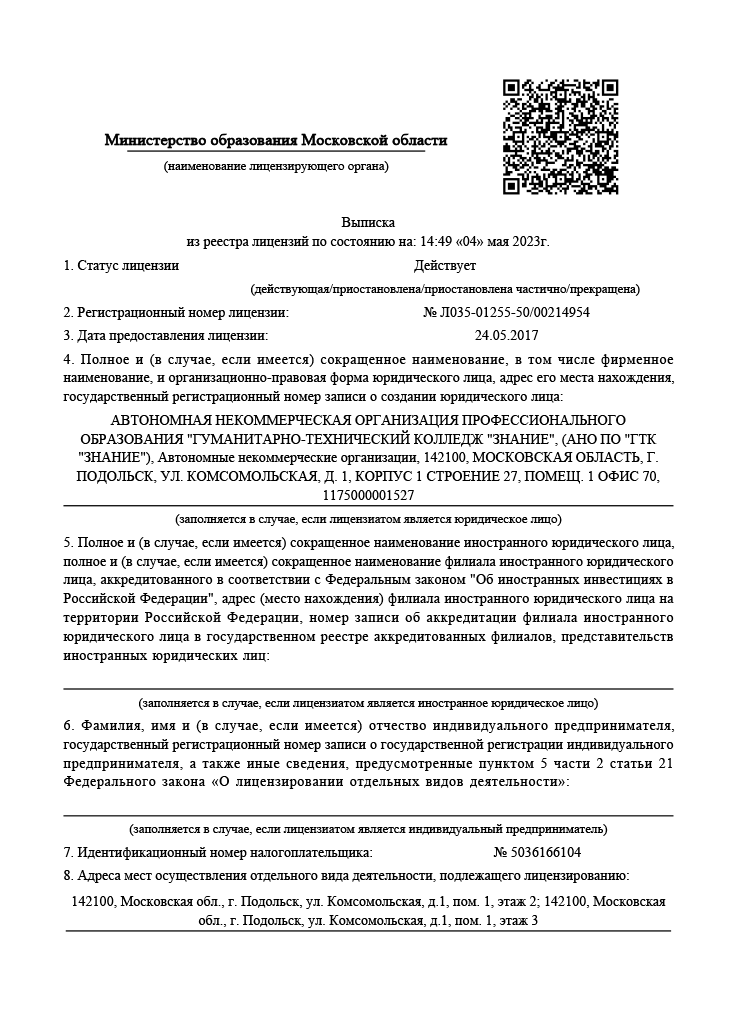 Министерство образования Московской области
(наименование лицензирующего органа)
Выписка
из реестра лицензий по состоянию на: 14:49 «04» мая 2023г.
1. Статус лицензии Действует
(действующая/приостановлена/приостановлена частично/прекращена)
2. Регистрационный номер лицензии: № Л035-01255-50/00214954
3. Дата предоставления лицензии: 24.05.2017
4. Полное и (в случае, если имеется) сокращенное наименование, в том числе фирменное
наименование, и организационно-правовая форма юридического лица, адрес его места нахождения,
государственный регистрационный номер записи о создании юридического лица:
АВТОНОМНАЯ НЕКОММЕРЧЕСКАЯ ОРГАНИЗАЦИЯ ПРОФЕССИОНАЛЬНОГО
ОБРАЗОВАНИЯ "ГУМАНИТАРНО-ТЕХНИЧЕСКИЙ КОЛЛЕДЖ "ЗНАНИЕ", (АНО ПО "ГТК
"ЗНАНИЕ"), Автономные некоммерческие организации, 142100, МОСКОВСКАЯ ОБЛАСТЬ, Г.
ПОДОЛЬСК, УЛ. КОМСОМОЛЬСКАЯ, Д. 1, КОРПУС 1 СТРОЕНИЕ 27, ПОМЕЩ. 1 ОФИС 70,
1175000001527
(заполняется в случае, если лицензиатом является юридическое лицо)
5. Полное и (в случае, если имеется) сокращенное наименование иностранного юридического лица,
полное и (в случае, если имеется) сокращенное наименование филиала иностранного юридического
лица, аккредитованного в соответствии с Федеральным законом "Об иностранных инвестициях в
Российской Федерации", адрес (место нахождения) филиала иностранного юридического лица на
территории Российской Федерации, номер записи об аккредитации филиала иностранного
юридического лица в государственном реестре аккредитованных филиалов, представительств
иностранных юридических лиц:
(заполняется в случае, если лицензиатом является иностранное юридическое лицо)
6. Фамилия, имя и (в случае, если имеется) отчество индивидуального предпринимателя,
государственный регистрационный номер записи о государственной регистрации индивидуального
предпринимателя, а также иные сведения, предусмотренные пунктом 5 части 2 статьи 21
Федерального закона «О лицензировании отдельных видов деятельности»:
(заполняется в случае, если лицензиатом является индивидуальный предприниматель)
7. Идентификационный номер налогоплательщика: № 5036166104
8. Адреса мест осуществления отдельного вида деятельности, подлежащего лицензированию:
142100, Московская обл., г. Подольск, ул. Комсомольская, д.1, пом. 1, этаж 2; 142100, Московская
обл., г. Подольск, ул. Комсомольская, д.1, пом. 1, этаж 3